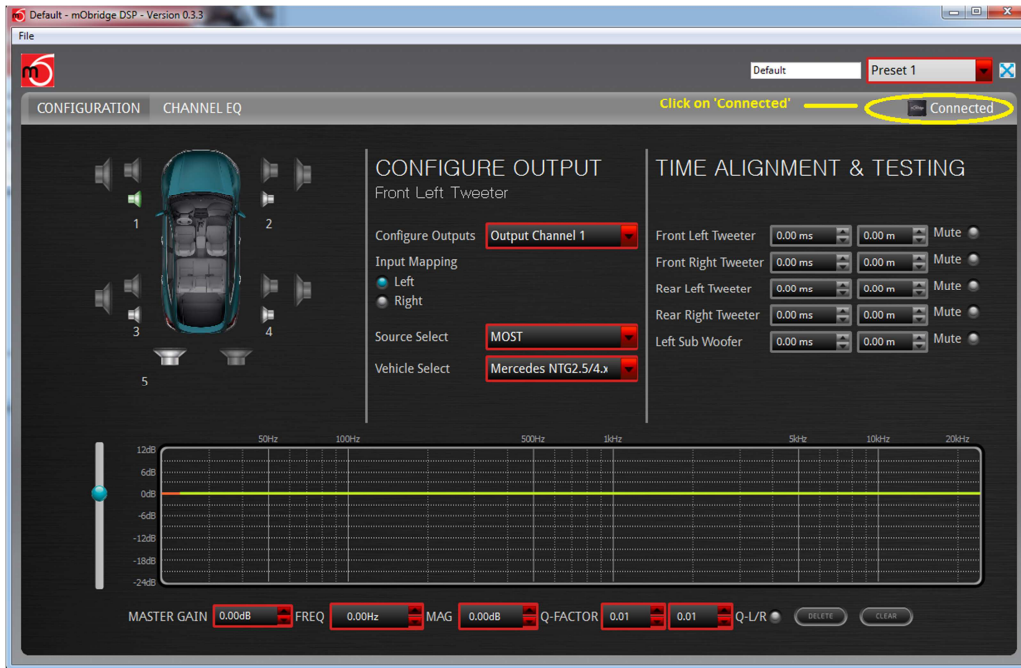 Default - mObridge DSP - Version 0.3.3
File
m
Default
Preset 1
CONFIGURATION CHANNEL EQ
Click on 'Connected'
Connected
1
2
3
4
5
CONFIGURE OUTPUT
Front Left Tweeter
Configure Outputs Output Channel 1
Input Mapping
Left
Right
Source Select MOST
Vehicle Select Mercedes NTG2.5/4.x
TIME ALIGNMENT & TESTING
Front Left Tweeter 0.00 ms 0.00 m Mute
Front Right Tweeter 0.00 ms 0.00 m Mute
Rear Left Tweeter 0.00 ms 0.00 m Mute
Rear Right Tweeter 0.00 ms 0.00 m Mute
Left Sub Woofer 0.00 ms 0.00 m Mute
50Hz 100Hz 500Hz 1kHz 5kHz 10kHz 20kHz
12dB
6dB
0dB
-6dB
-12dB
-18dB
-24dB
MASTER GAIN 0.00dB FREQ 0.00Hz MAG 0.00dB Q-FACTOR 0.01 0.01 Q-L/R DELETE CLEAR